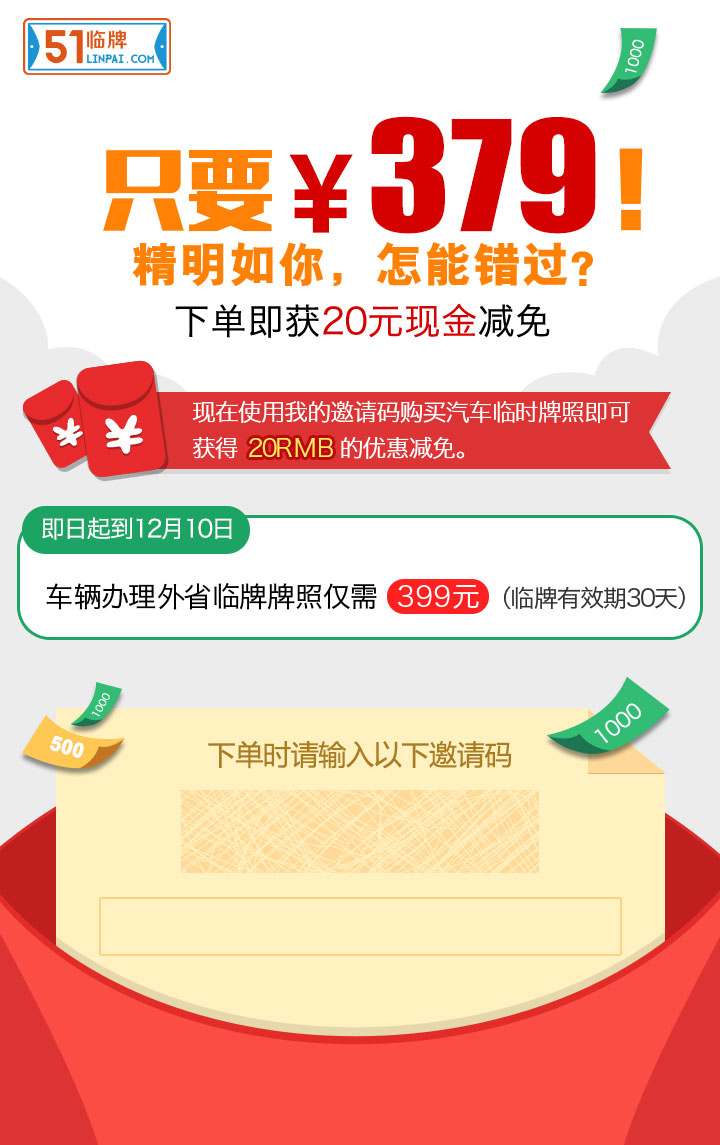 51临牌
LINPAI.COM
1000
只要￥379！
精明如你，怎能错过？
下单即获20元现金减免
现在使用我的邀请码购买汽车临时牌照即可
获得 20RMB 的优惠减免。
即日起到12月10日
车辆办理外省临牌牌照仅需 399元（临牌有效期30天）
1000
500
1000
下单时请输入以下邀请码